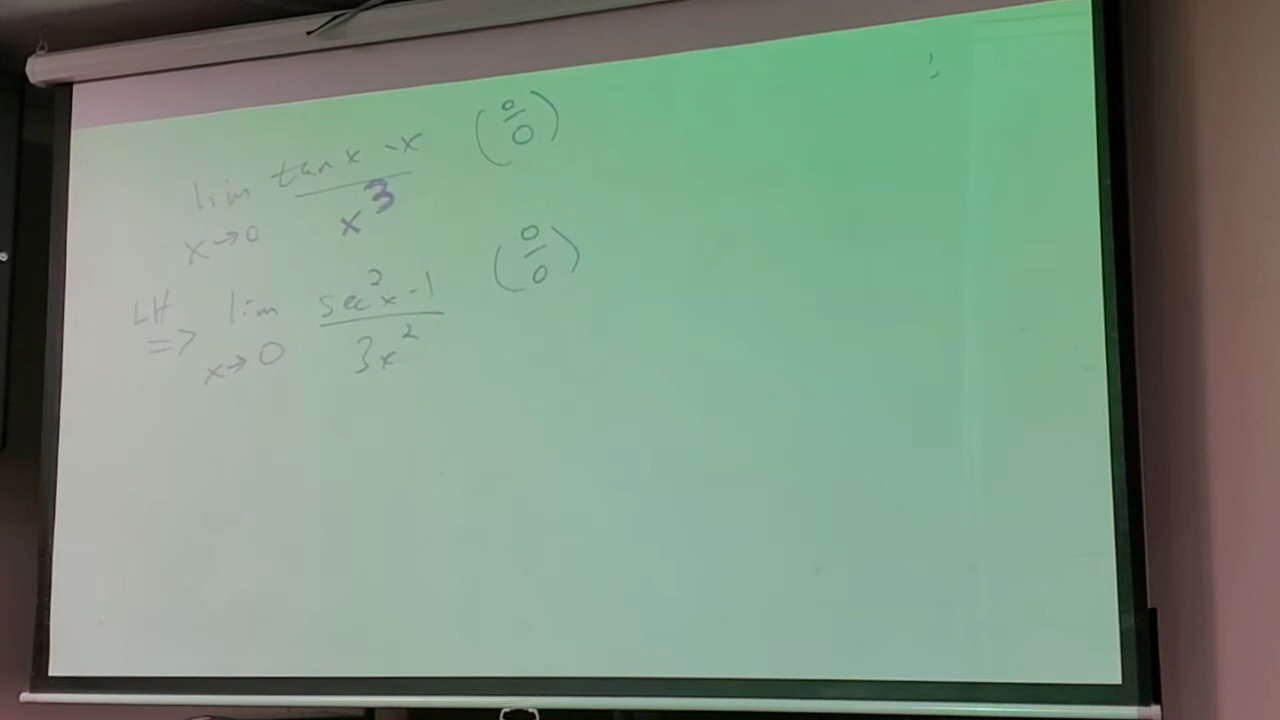 lim x→0 (tan x - x)/x³ (0/0)
LH => lim x→0 (sec²x - 1)/3x² (0/0)